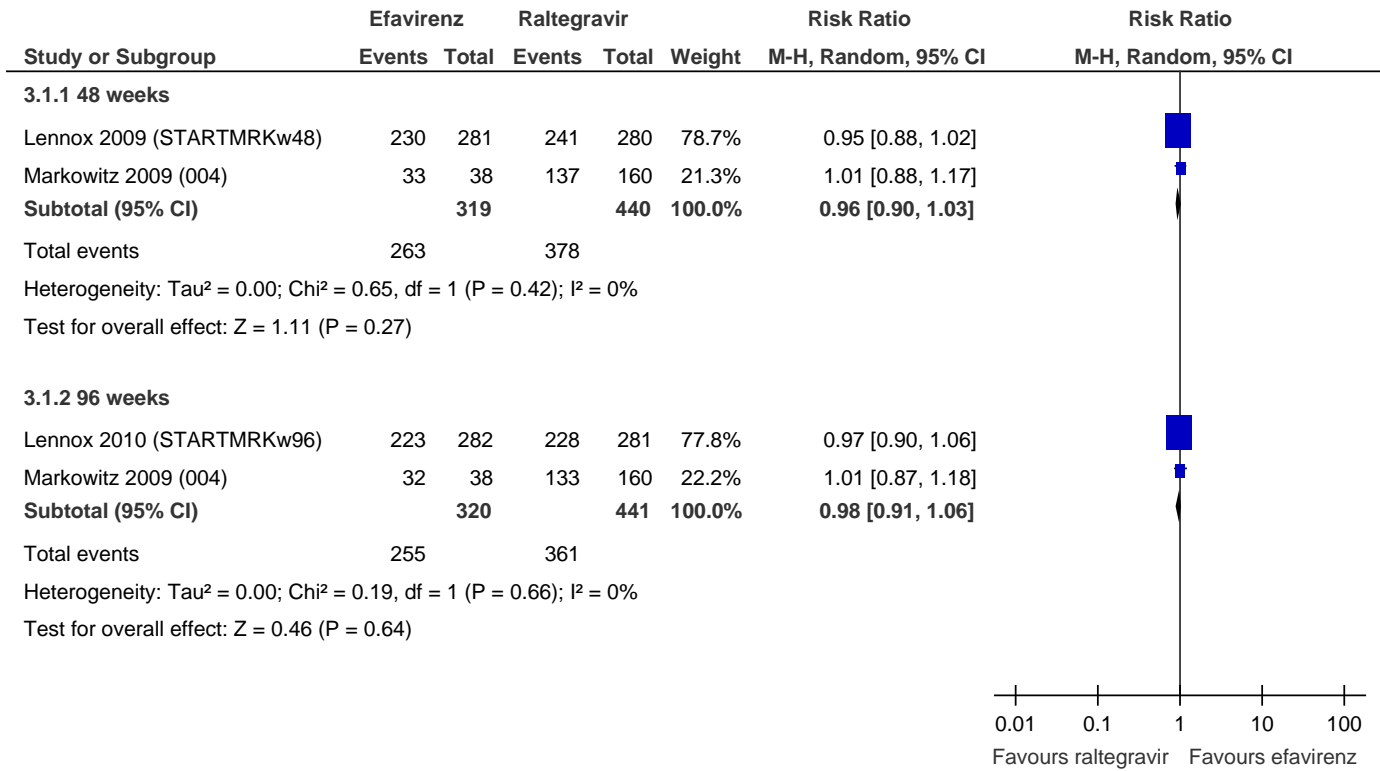 Efavirenz Raltegravir Risk Ratio Risk Ratio
Study or Subgroup Events Total Events Total Weight M-H, Random, 95% CI M-H, Random, 95% CI
3.1.1 48 weeks
Lennox 2009 (STARTMRKw48) 230 281 241 280 78.7% 0.95 [0.88, 1.02]
Markowitz 2009 (004) 33 38 137 160 21.3% 1.01 [0.88, 1.17]
Subtotal (95% CI) 319 440 100.0% 0.96 [0.90, 1.03]
Total events 263 378
Heterogeneity: Tau² = 0.00; Chi² = 0.65, df = 1 (P = 0.42); I² = 0%
Test for overall effect: Z = 1.11 (P = 0.27)
3.1.2 96 weeks
Lennox 2010 (STARTMRKw96) 223 282 228 281 77.8% 0.97 [0.90, 1.06]
Markowitz 2009 (004) 32 38 133 160 22.2% 1.01 [0.87, 1.18]
Subtotal (95% CI) 320 441 100.0% 0.98 [0.91, 1.06]
Total events 255 361
Heterogeneity: Tau² = 0.00; Chi² = 0.19, df = 1 (P = 0.66); I² = 0%
Test for overall effect: Z = 0.46 (P = 0.64)
0.01 0.1 1 10 100
Favours raltegravir Favours efavirenz